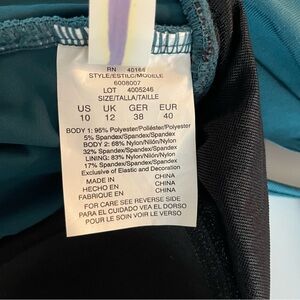 RN 40164
STYLE/ESTILO/MODELE
6008007
LOT 4005246
SIZE/TALLA/TAILLE
US UK GER EUR
10 12 38 40
BODY 1: 95% Polyester/Poliéster/Polyester
5% Spandex/Spandex/Spandex
BODY 2: 68% Nylon/Nilón/Nylon
32% Spandex/Spandex/Spandex
LINING: 83% Nylon/Nilón/Nylon
17% Spandex/Spandex/Spandex
Exclusive of Elastic and Decoration
MADE IN CHINA
HECHO EN CHINA
FABRIQUE EN CHINA
FOR CARE SEE REVERSE SIDE
PARA EL CUIDADO VEA EL DORSO
POUR LE SOIN VOIR LE VERSO